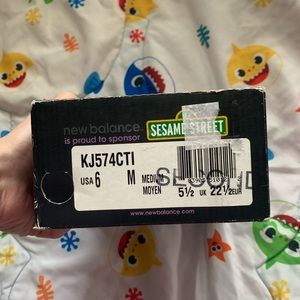 new balance
is proud to sponsor
SESAME STREET
KJ574CTI
USA 6 M MEDIUM MOYEN 5½ UK 22½ EUR
www.newbalance.com